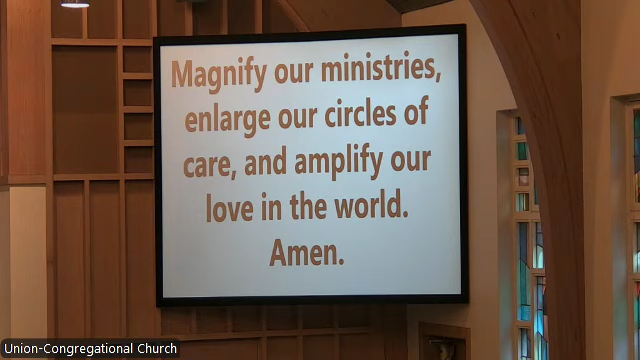 Magnify our ministries,
enlarge our circles of
care, and amplify our
love in the world.
Amen.
Union-Congregational Church